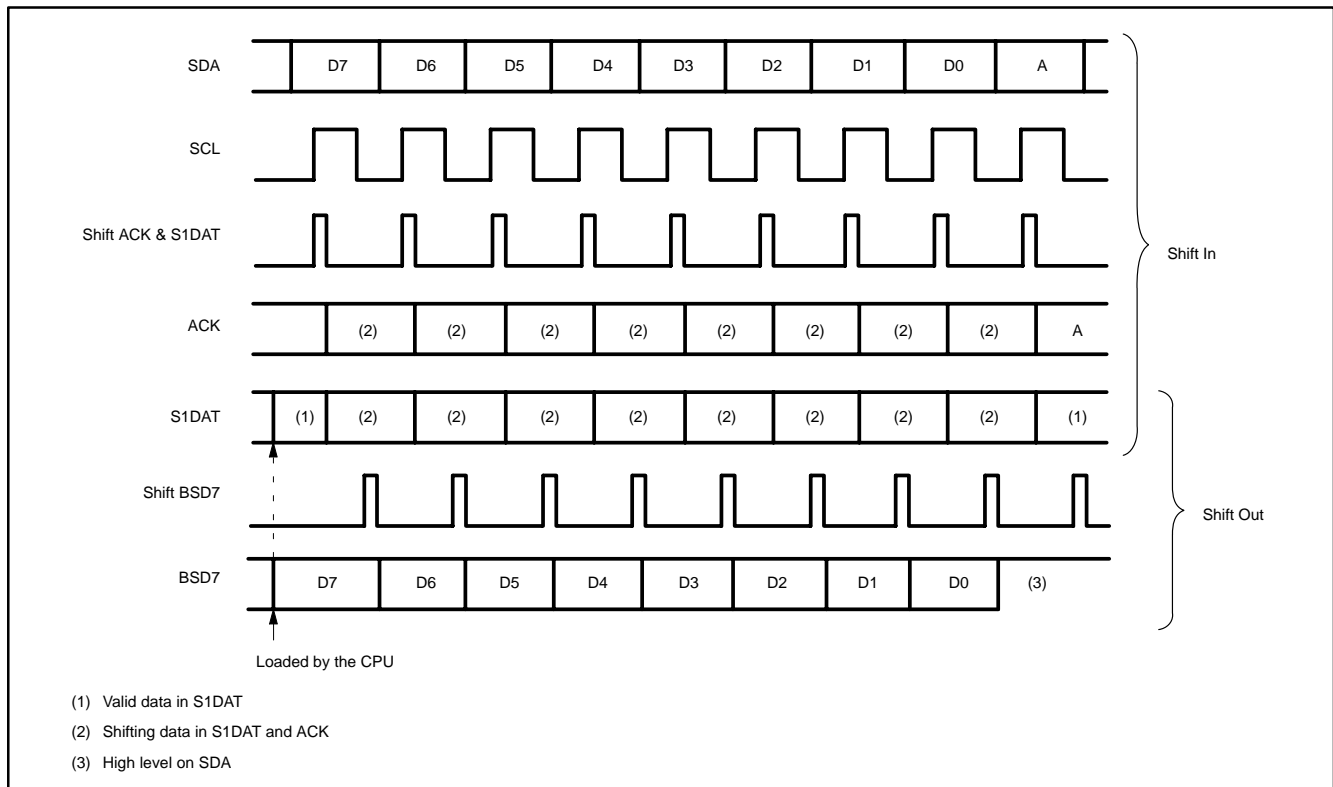 SDA D7 D6 D5 D4 D3 D2 D1 D0 A
SCL
Shift ACK & S1DAT
Shift In
ACK (2) (2) (2) (2) (2) (2) (2) (2) A
S1DAT (1) (2) (2) (2) (2) (2) (2) (2) (2) (1)
Shift BSD7
Shift Out
BSD7 D7 D6 D5 D4 D3 D2 D1 D0 (3)
Loaded by the CPU
(1) Valid data in S1DAT
(2) Shifting data in S1DAT and ACK
(3) High level on SDA